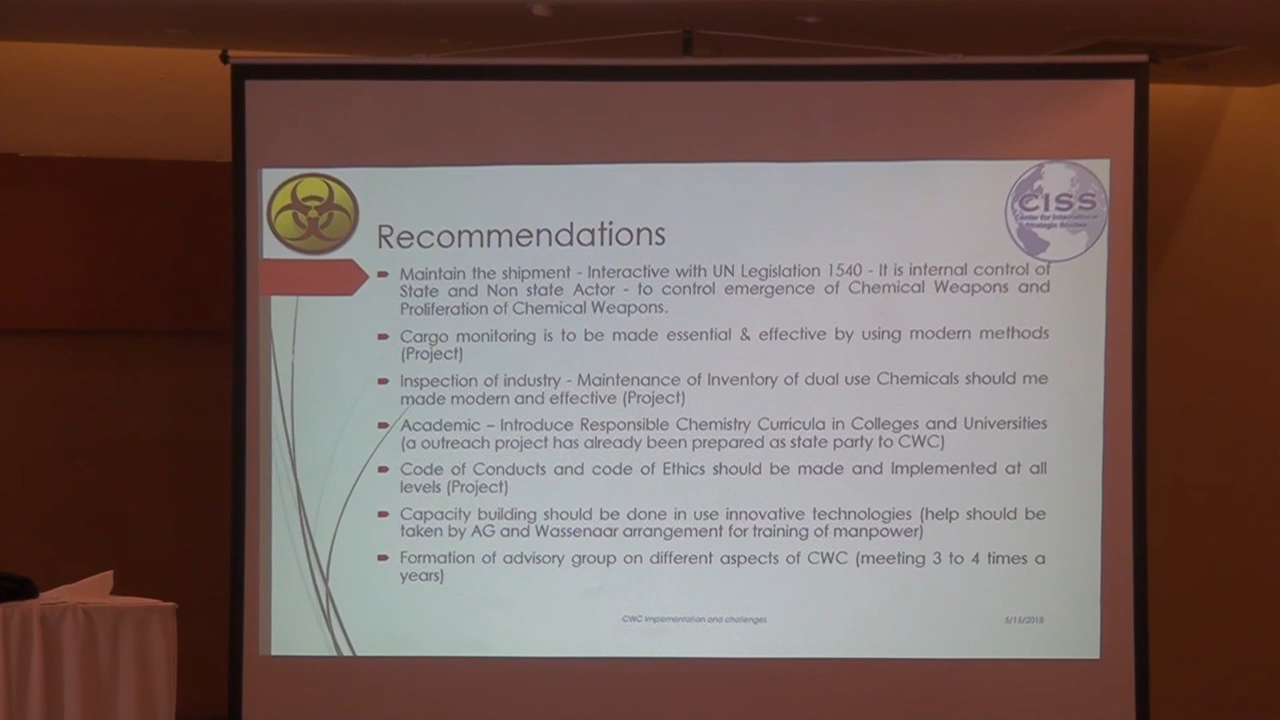 CISS
Center for International
Strategic Studies
Recommendations
Maintain the shipment - Interactive with UN Legislation 1540 - It is internal control of
State and Non state Actor - to control emergence of Chemical Weapons and
Proliferation of Chemical Weapons.
Cargo monitoring is to be made essential & effective by using modern methods
(Project)
Inspection of industry - Maintenance of Inventory of dual use Chemicals should me
made modern and effective (Project)
Academic – Introduce Responsible Chemistry Curricula in Colleges and Universities
(a outreach project has already been prepared as state party to CWC)
Code of Conducts and code of Ethics should be made and Implemented at all
levels (Project)
Capacity building should be done in use innovative technologies (help should be
taken by AG and Wassenaar arrangement for training of manpower)
Formation of advisory group on different aspects of CWC (meeting 3 to 4 times a
years)
CWC Implementation and challenges
5/15/2018